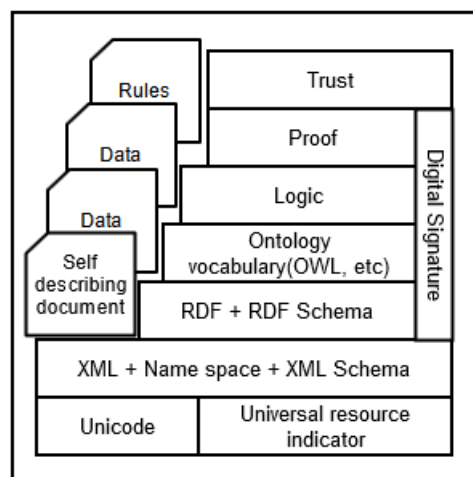 Rules
Trust
Data
Proof
Data
Logic
Digital Signature
Self
describing
document
Ontology
vocabulary(OWL, etc)
RDF + RDF Schema
XML + Name space + XML Schema
Unicode
Universal resource
indicator